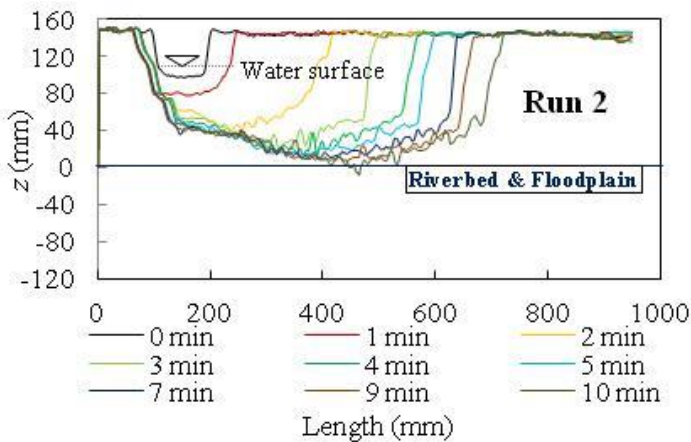 160
120
80
40
0
-40
-80
-120
z (mm)
Water surface
Run 2
Riverbed & Floodplain
0 200 400 600 800 1000
0 min 1 min 2 min
3 min 4 min 5 min
7 min 9 min 10 min
Length (mm)